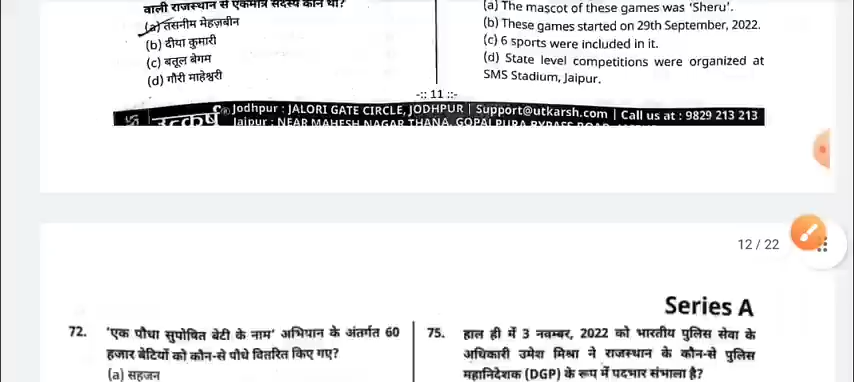 वाली राजस्थान से एकमात्र सदस्य कौन थी?
(a) तसनीम मेहज़बीन
(b) दीया कुमारी
(c) बतूल बेगम
(d) गौरी माहेश्वरी
(a) The mascot of these games was 'Sheru'.
(b) These games started on 29th September, 2022.
(c) 6 sports were included in it.
(d) State level competitions were organized at
SMS Stadium, Jaipur.
-:: 11 ::-
उत्कर्ष
Jodhpur : JALORI GATE CIRCLE, JODHPUR | Support@utkarsh.com | Call us at : 9829 213 213
Jaipur : NEAR MAHESH NAGAR THANA, GOPALPURA BYPASS ROAD
12 / 22
Series A
72. 'एक पौधा सुपोषित बेटी के नाम' अभियान के अंतर्गत 60
हजार बेटियों को कौन-से पौधे वितरित किए गए?
(a) सहजन
75. हाल ही में 3 नवम्बर, 2022 को भारतीय पुलिस सेवा के
अधिकारी उमेश मिश्रा ने राजस्थान के कौन-से पुलिस
महानिदेशक (DGP) के रूप में पदभार संभाला है?